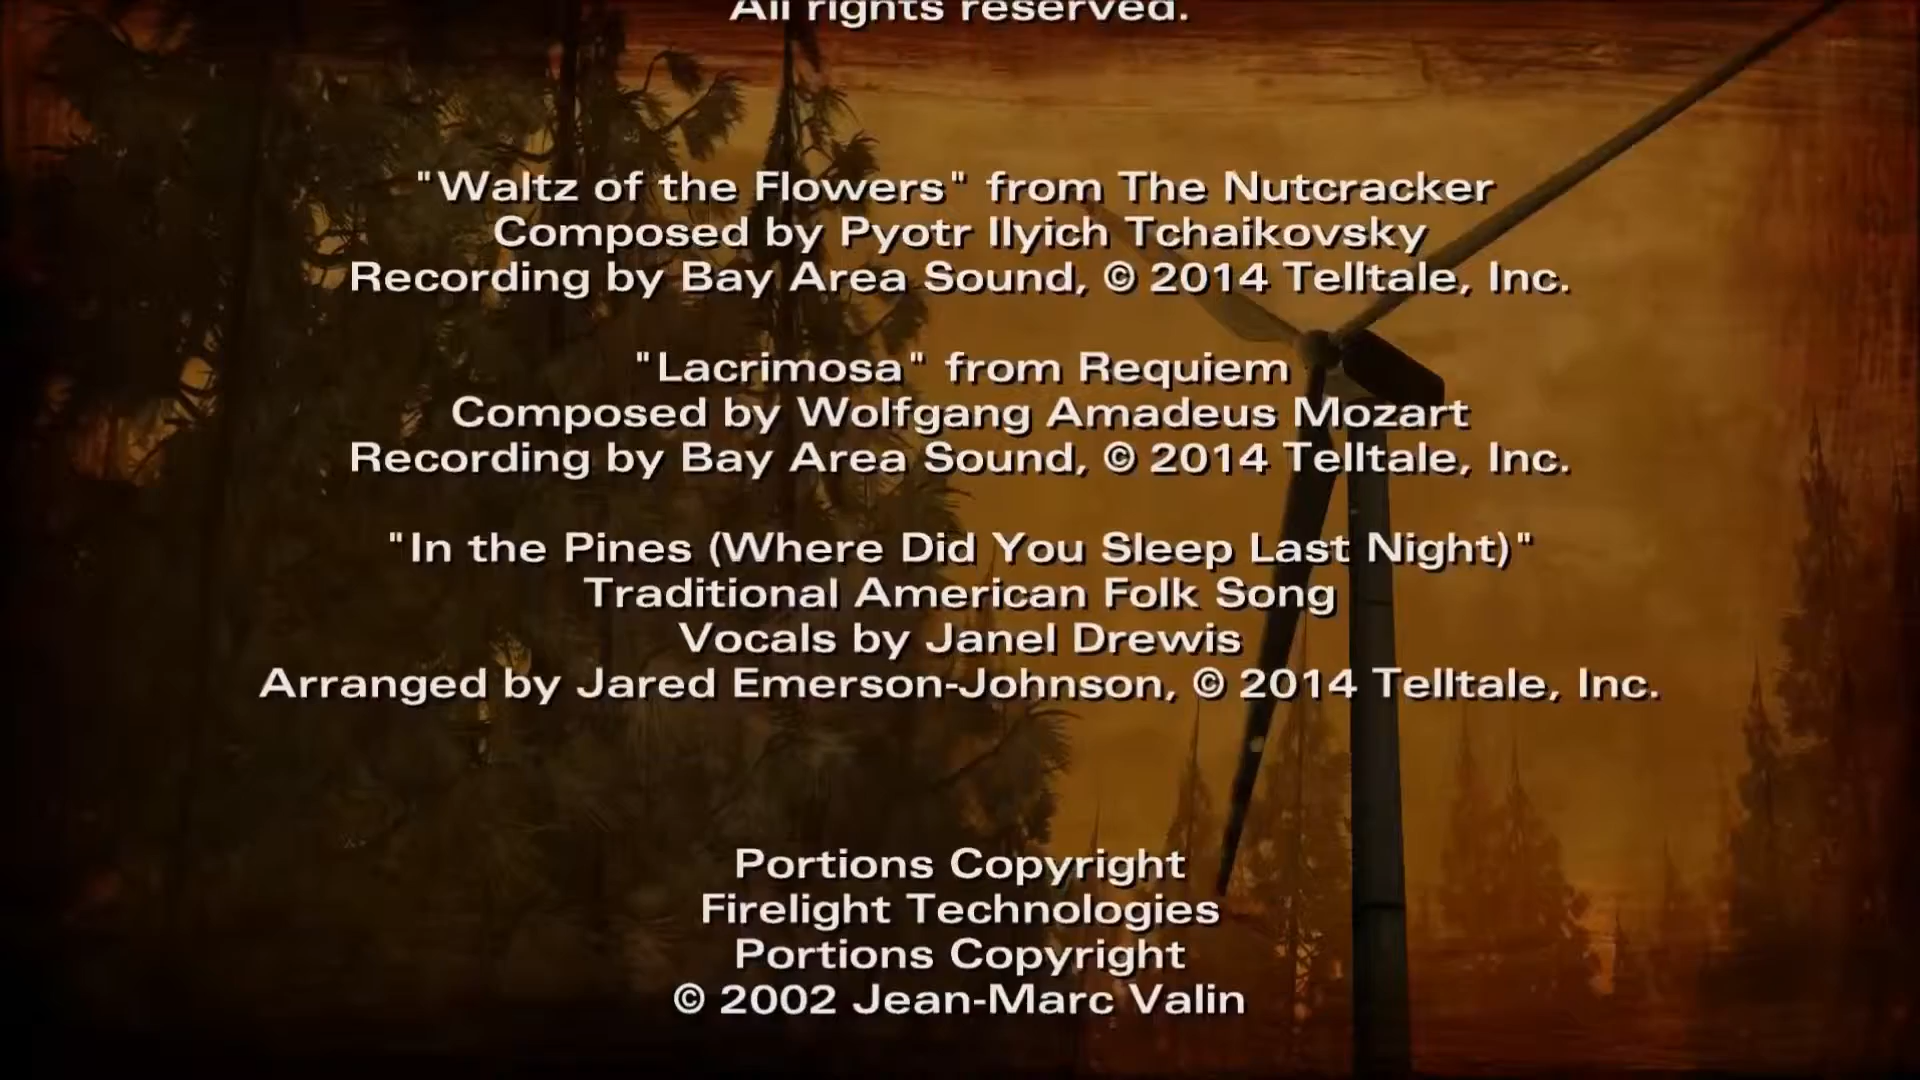 All rights reserved.
"Waltz of the Flowers" from The Nutcracker
Composed by Pyotr Ilyich Tchaikovsky
Recording by Bay Area Sound, © 2014 Telltale, Inc.
"Lacrimosa" from Requiem
Composed by Wolfgang Amadeus Mozart
Recording by Bay Area Sound, © 2014 Telltale, Inc.
"In the Pines (Where Did You Sleep Last Night)"
Traditional American Folk Song
Vocals by Janel Drewis
Arranged by Jared Emerson-Johnson, © 2014 Telltale, Inc.
Portions Copyright
Firelight Technologies
Portions Copyright
© 2002 Jean-Marc Valin